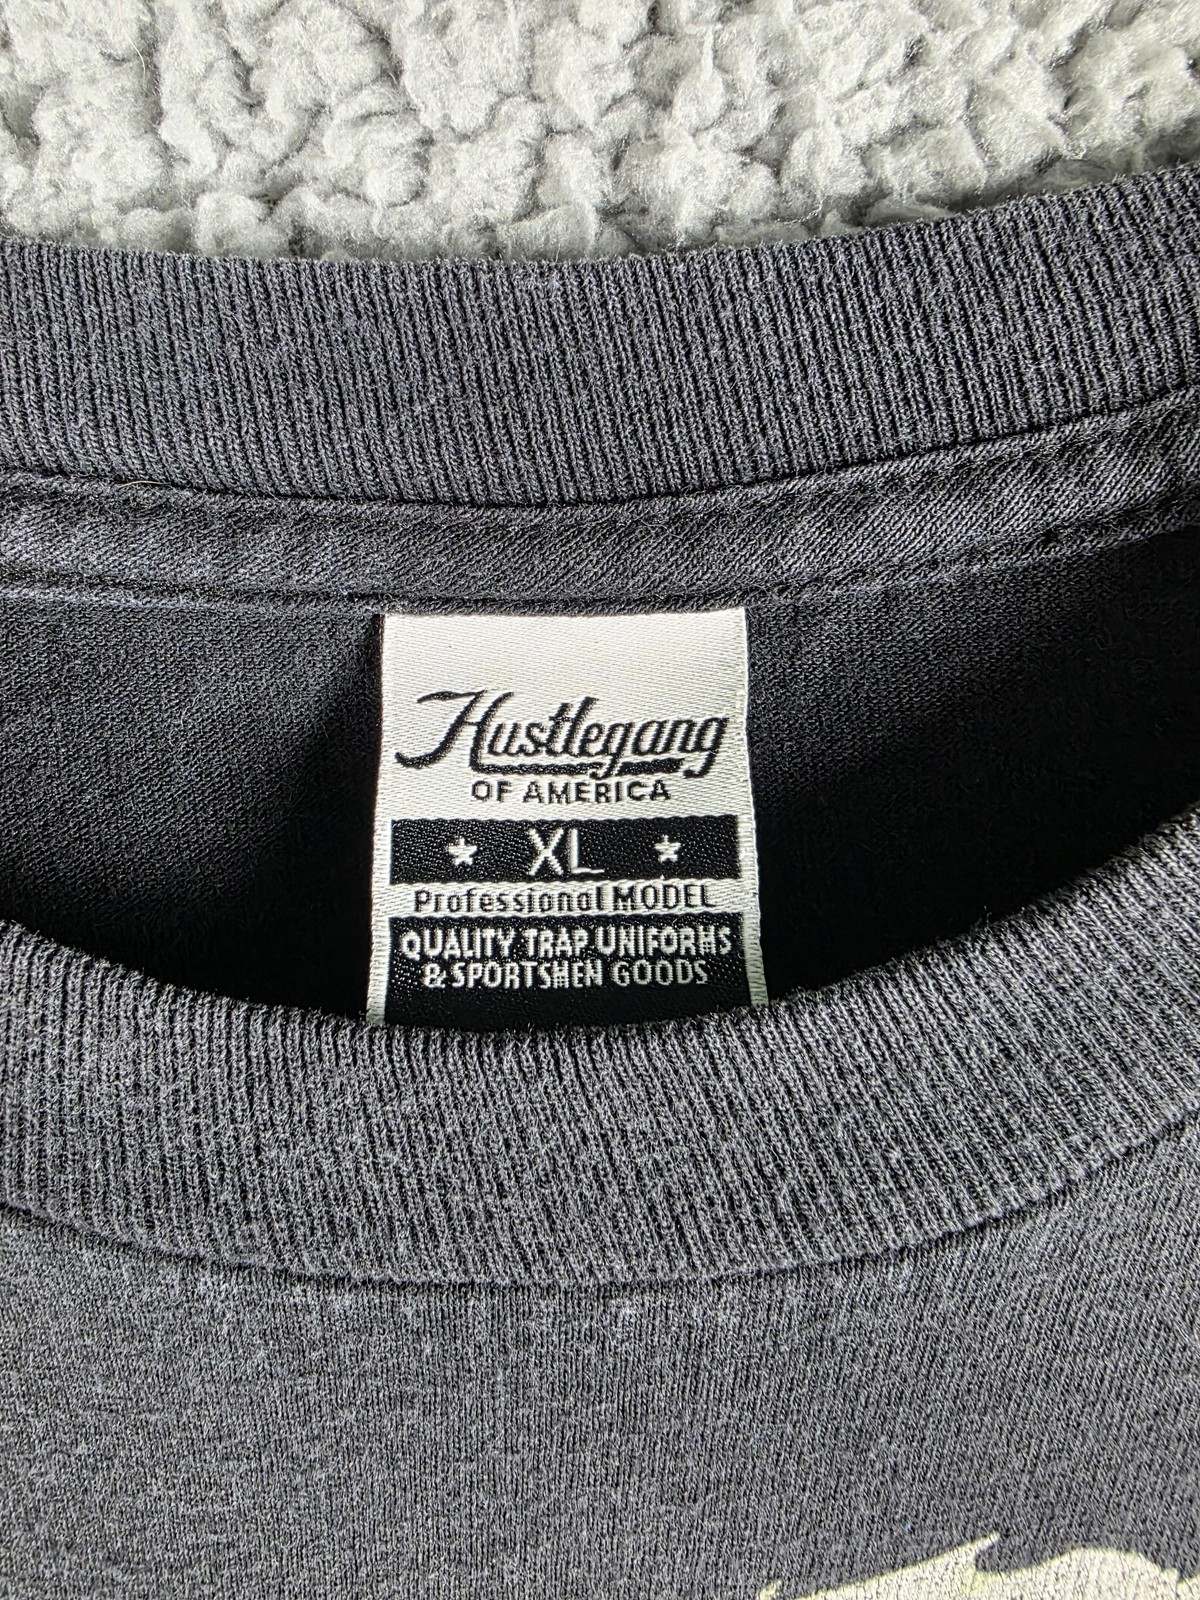 Hustlegang
OF AMERICA
XL
Professional MODEL
QUALITY TRAP UNIFORMS
& SPORTSMEN GOODS